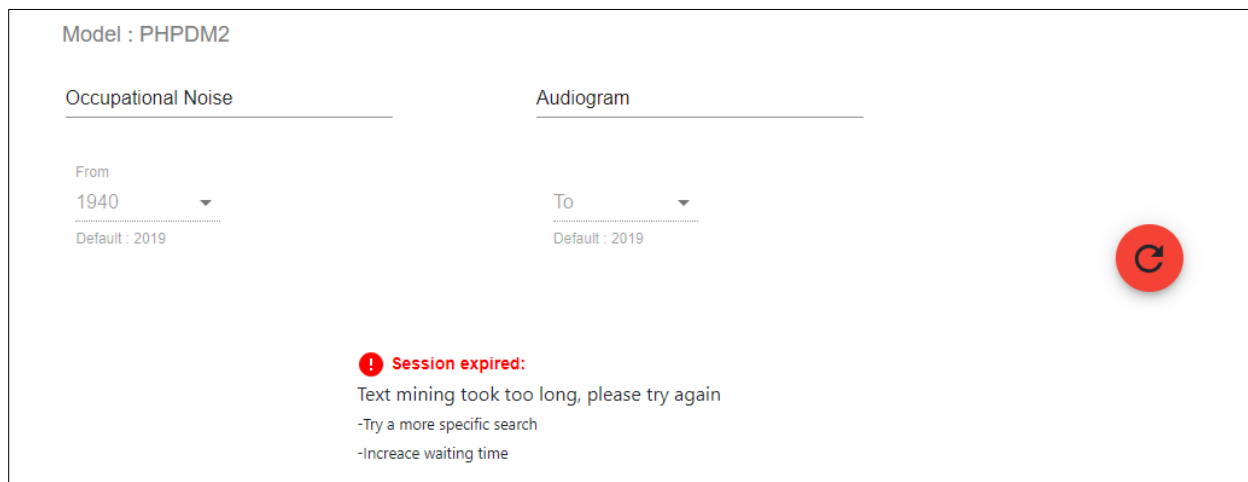 Model : PHPDM2
Occupational Noise
Audiogram
From
1940
To
Default : 2019
Default : 2019
Session expired:
Text mining took too long, please try again
-Try a more specific search
-Increace waiting time